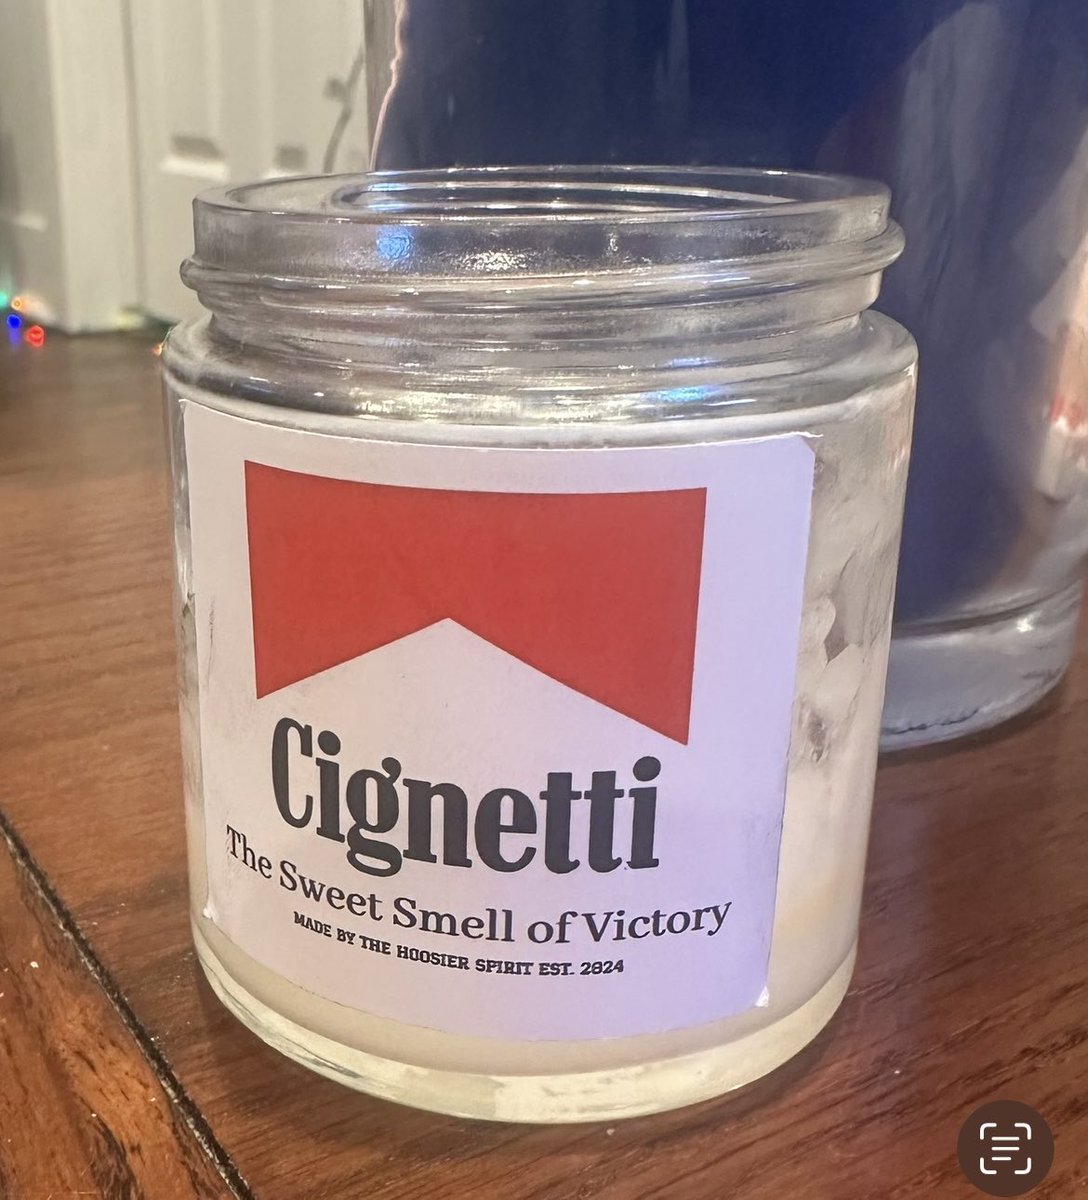 Cignetti
The Sweet Smell of Victory
MADE BY THE HOOSIER SPIRIT EST. 2024